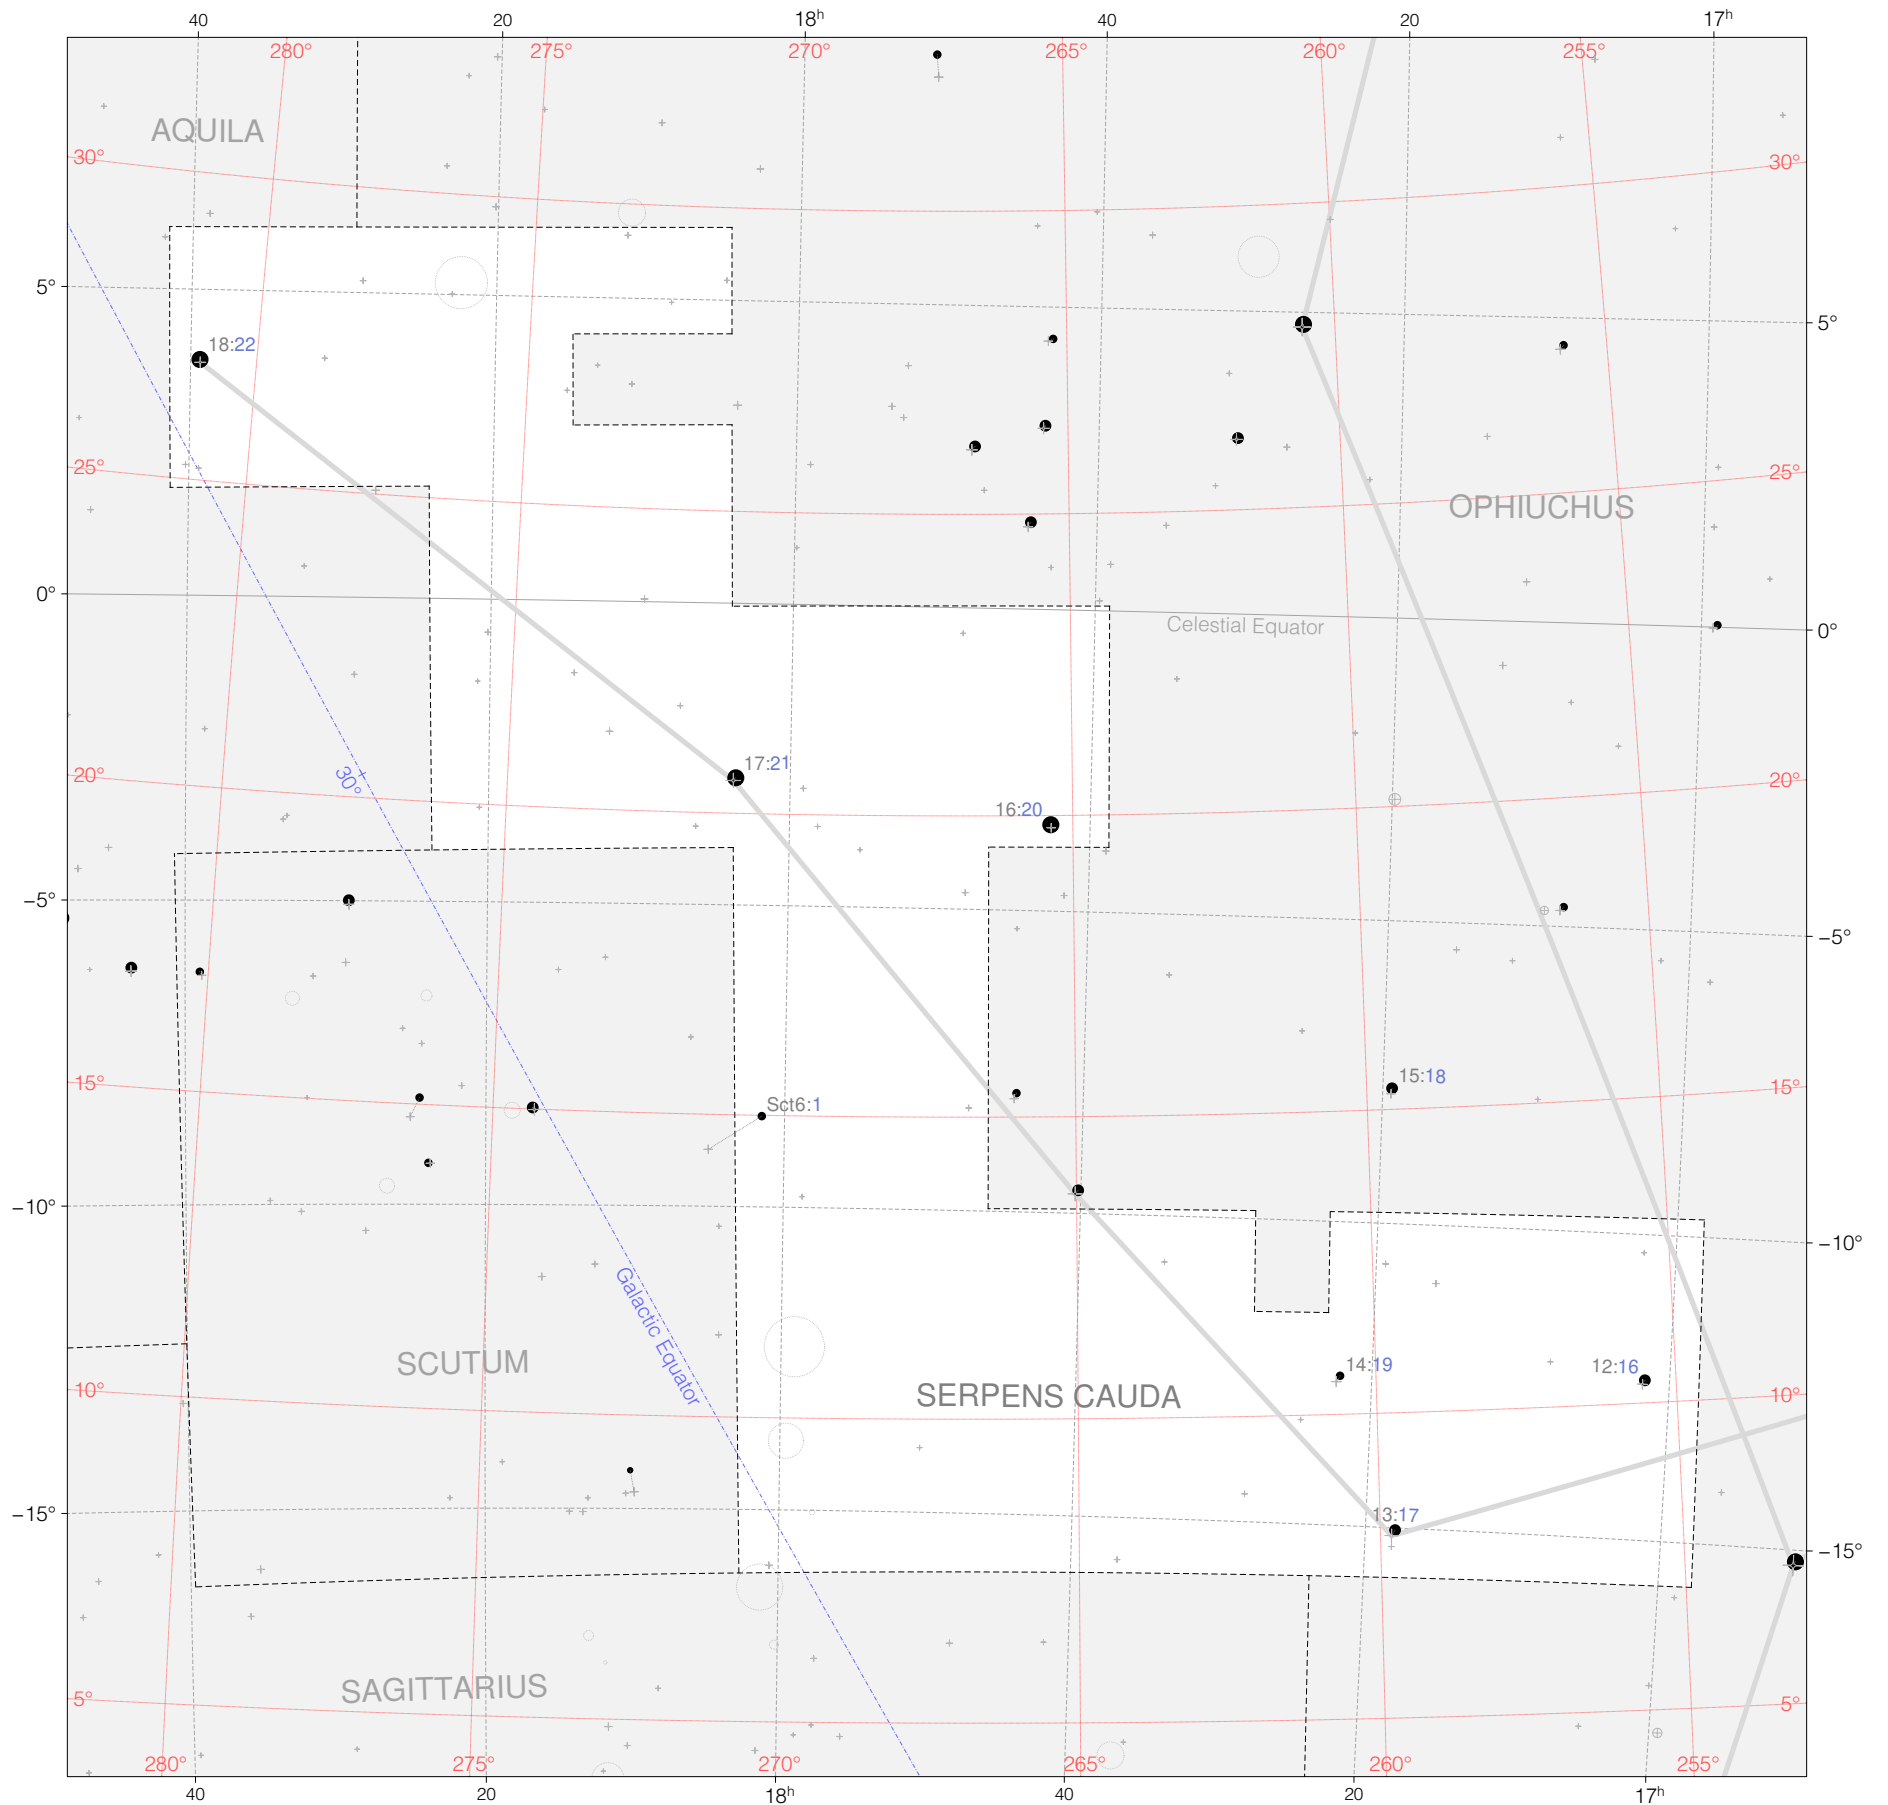 40 20 18h 40 20 17h
280° 275° 270° 265° 260° 255°
AQUILA
30° 30°
5° 5°
18:22
25° 25°
OPHIUCHUS
0° 0°
Celestial Equator
17:21
20° 30° 20°
16:20
−5° −5°
15:18
15° 15°
Sct6:1
−10° −10°
Galactic Equator
SCUTUM
14:19 12:16
10° SERPENS CAUDA 10°
13:17
−15° −15°
SAGITTARIUS
5° 5°
280° 275° 270° 265° 260° 255°
40 20 18h 40 20 17h